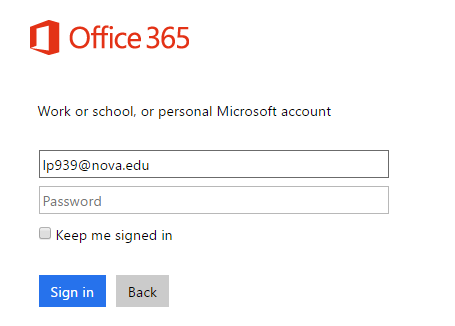 Office 365
Work or school, or personal Microsoft account
lp939@nova.edu
Password
Keep me signed in
Sign in Back